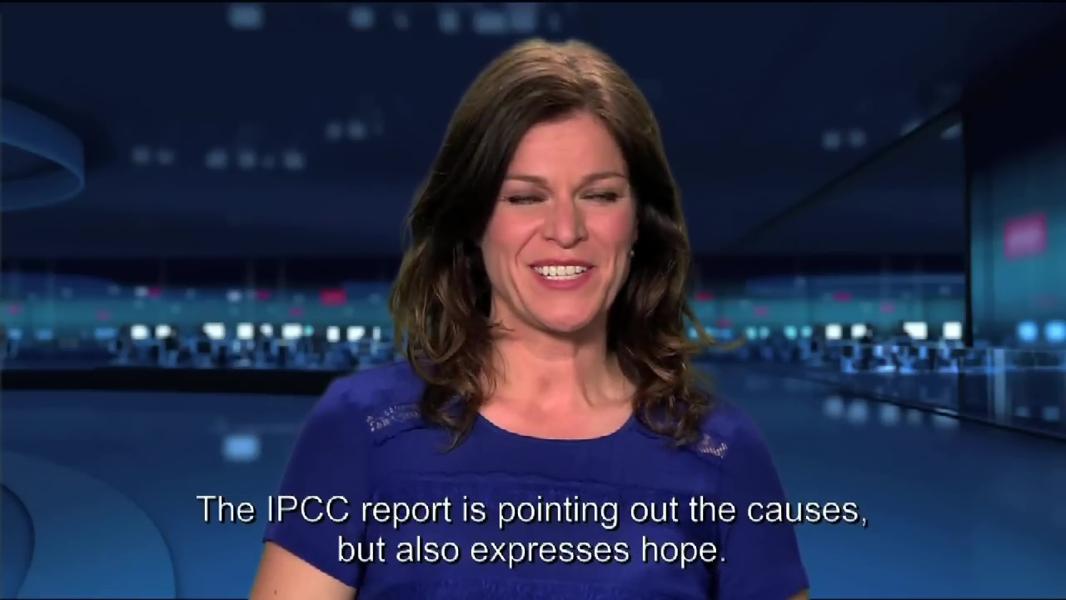 The IPCC report is pointing out the causes,
but also expresses hope.